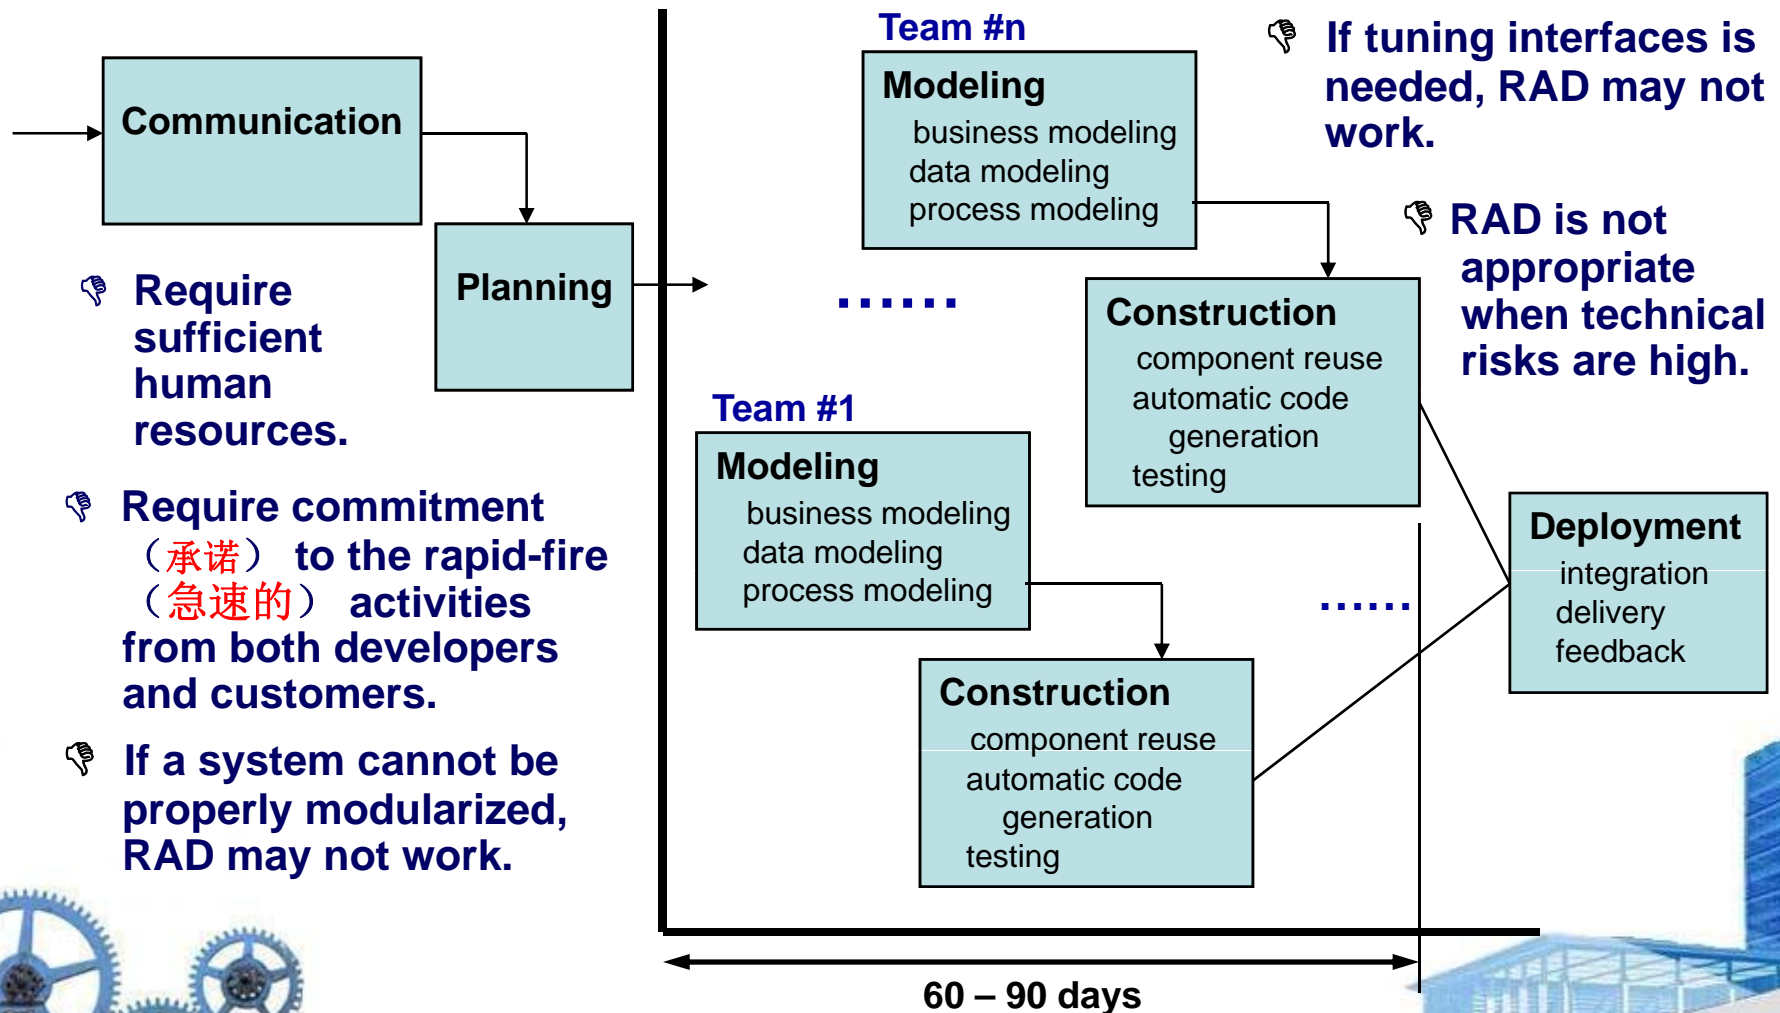 Communication
Planning
Require
sufficient
human
resources.
Require commitment
（承诺） to the rapid-fire
（急速的） activities
from both developers
and customers.
If a system cannot be
properly modularized,
RAD may not work.
Team #n
Modeling
business modeling
data modeling
process modeling
......
Construction
component reuse
automatic code
generation
testing
Team #1
Modeling
business modeling
data modeling
process modeling
......
Construction
component reuse
automatic code
generation
testing
If tuning interfaces is
needed, RAD may not
work.
RAD is not
appropriate
when technical
risks are high.
Deployment
integration
delivery
feedback
60 – 90 days